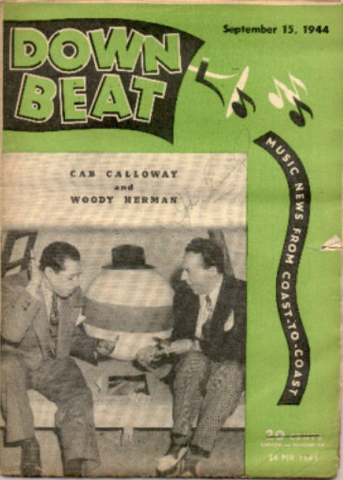 September 15, 1944
DOWN
BEAT
MUSIC NEWS FROM COAST-TO-COAST
CAB CALLOWAY
and
WOODY HERMAN
20 CENTS
$4 PER YEAR